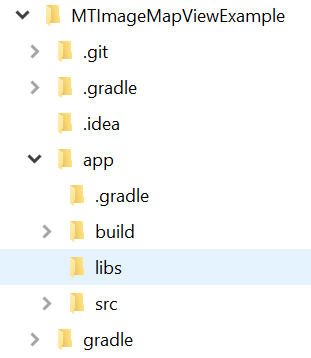 MTImageMapViewExample
.git
.gradle
.idea
app
.gradle
build
libs
src
gradle